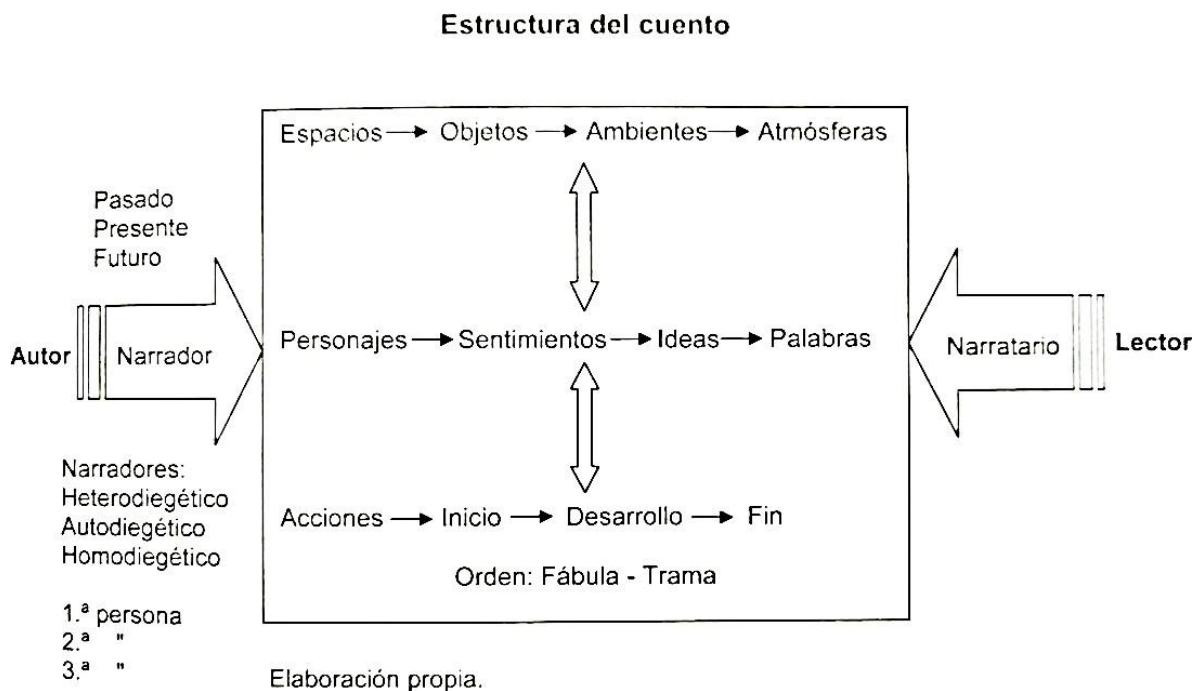 Estructura del cuento
Espacios → Objetos → Ambientes → Atmósferas
Pasado
Presente
Futuro
Autor Narrador Personajes → Sentimientos → Ideas → Palabras Narratario Lector
Narradores:
Heterodiegético
Autodiegético
Homodiegético
Acciones → Inicio → Desarrollo → Fin
Orden: Fábula - Trama
1.ª persona
2.ª "
3.ª "
Elaboración propia.